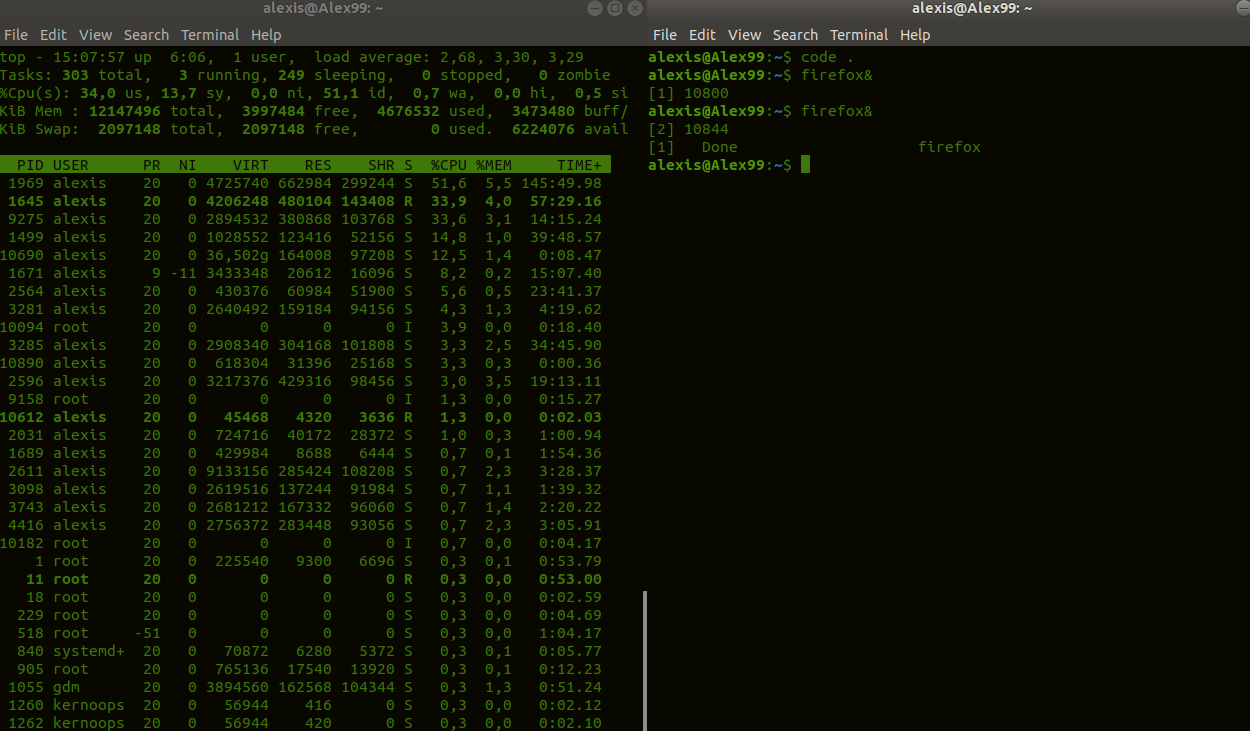 alexis@Alex99: ~
File Edit View Search Terminal Help
top - 15:07:57 up  6:06,  1 user,  load average: 2,68, 3,30, 3,29
Tasks: 303 total,   3 running, 249 sleeping,   0 stopped,   0 zombie
%Cpu(s): 34,0 us, 13,7 sy,  0,0 ni, 51,1 id,  0,7 wa,  0,0 hi,  0,5 si
KiB Mem : 12147496 total,  3997484 free,  4676532 used,  3473480 buff/
KiB Swap:  2097148 total,  2097148 free,        0 used.  6224076 avail
  PID USER      PR  NI    VIRT    RES    SHR S  %CPU %MEM     TIME+
 1969 alexis    20   0 4725740 662984 299244 S  51,6  5,5 145:49.98
 1645 alexis    20   0 4206248 480104 143408 R  33,9  4,0  57:29.16
 9275 alexis    20   0 2894532 380868 103768 S  33,6  3,1  14:15.24
 1499 alexis    20   0 1028552 123416  52156 S  14,8  1,0  39:48.57
10690 alexis    20   0 36,502g 164008  97208 S  12,5  1,4   0:08.47
 1671 alexis     9 -11 3433348  20612  16096 S   8,2  0,2  15:07.40
 2564 alexis    20   0  430376  60984  51900 S   5,6  0,5  23:41.37
 3281 alexis    20   0 2640492 159184  94156 S   4,3  1,3   4:19.62
10094 root      20   0       0      0      0 I   3,9  0,0   0:18.40
 3285 alexis    20   0 2908340 304168 101808 S   3,3  2,5  34:45.90
10890 alexis    20   0  618304  31396  25168 S   3,3  0,3   0:00.36
 2596 alexis    20   0 3217376 429316  98456 S   3,0  3,5  19:13.11
 9158 root      20   0       0      0      0 I   1,3  0,0   0:15.27
10612 alexis    20   0   45468   4320   3636 R   1,3  0,0   0:02.03
 2031 alexis    20   0  724716  40172  28372 S   1,0  0,3   1:00.94
 1689 alexis    20   0  429984   8688   6444 S   0,7  0,1   1:54.36
 2611 alexis    20   0 9133156 285424 108208 S   0,7  2,3   3:28.37
 3098 alexis    20   0 2619516 137244  91984 S   0,7  1,1   1:39.32
 3743 alexis    20   0 2681212 167332  96060 S   0,7  1,4   2:20.22
 4416 alexis    20   0 2756372 283448  93056 S   0,7  2,3   3:05.91
10182 root      20   0       0      0      0 I   0,7  0,0   0:04.17
    1 root      20   0  225540   9300   6696 S   0,3  0,1   0:53.79
   11 root      20   0       0      0      0 R   0,3  0,0   0:53.00
   18 root      20   0       0      0      0 S   0,3  0,0   0:02.59
  229 root      20   0       0      0      0 S   0,3  0,0   0:04.69
  518 root     -51   0       0      0      0 S   0,3  0,0   1:04.17
  840 systemd+  20   0   70872   6280   5372 S   0,3  0,1   0:05.77
  905 root      20   0  765136  17540  13920 S   0,3  0,1   0:12.23
 1055 gdm       20   0 3894560 162568 104344 S   0,3  1,3   0:51.24
 1260 kernoops  20   0   56944    416      0 S   0,3  0,0   0:02.12
 1262 kernoops  20   0   56944    420      0 S   0,3  0,0   0:02.10
alexis@Alex99: ~
File Edit View Search Terminal Help
alexis@Alex99:~$ code .
alexis@Alex99:~$ firefox&
[1] 10800
alexis@Alex99:~$ firefox&
[2] 10844
[1]   Done                    firefox
alexis@Alex99:~$